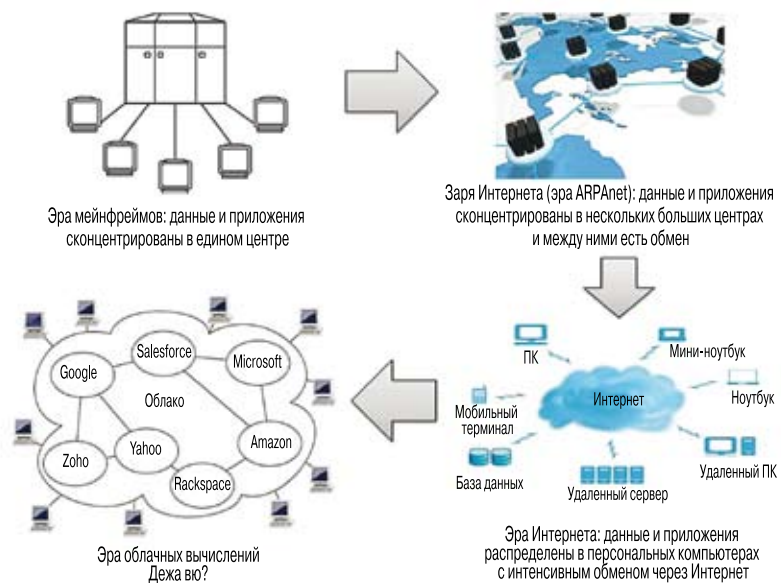 Эра мейнфреймов: данные и приложения
сконцентрированы в едином центре
Заря Интернета (эра ARPAnet): данные и приложения
сконцентрированы в нескольких больших центрах
и между ними есть обмен
ПК
Мини-ноутбук
Интернет
Ноутбук
Мобильный
терминал
База данных
Удаленный сервер
Удаленный ПК
Эра Интернета: данные и приложения
распределены в персональных компьютерах
с интенсивным обменом через Интернет
Salesforce
Google
Microsoft
Облако
Yahoo
Amazon
Zoho
Rackspace
Эра облачных вычислений
Дежа вю?